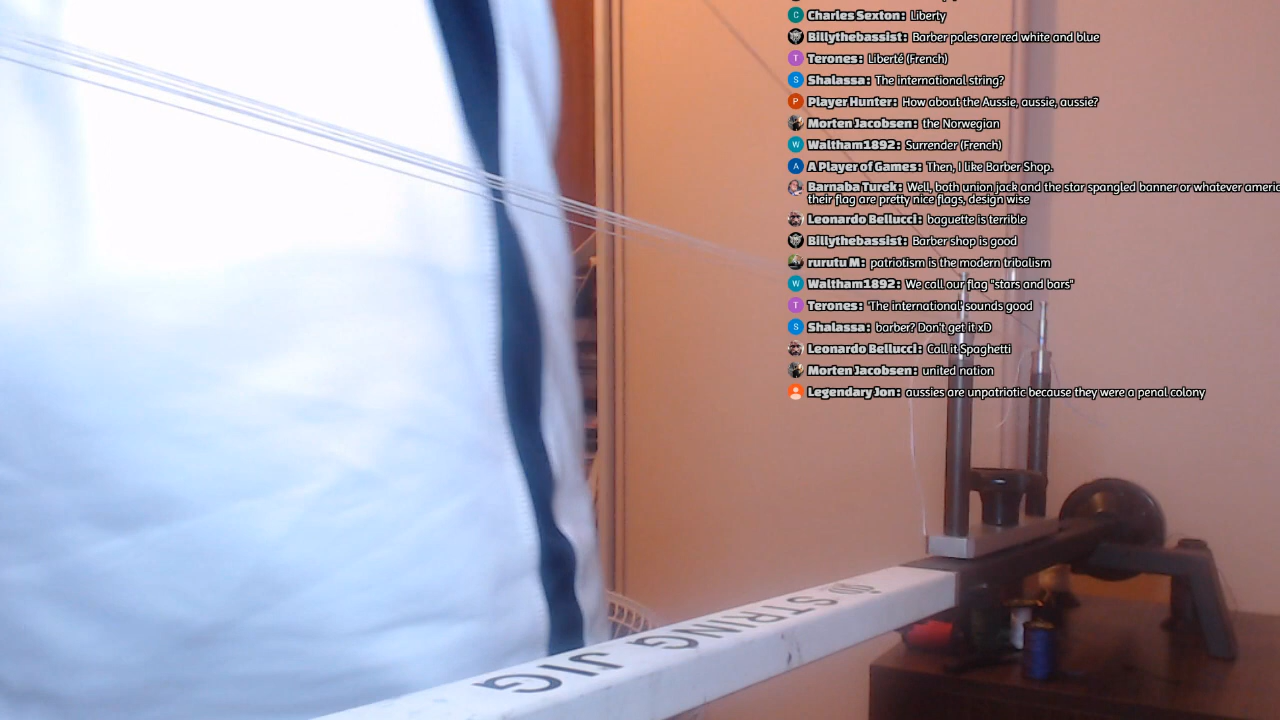 Charles Sexton: Liberty
Billythebassist: Barber poles are red white and blue
Terones: Liberté (French)
Shalassa: The international string?
Player Hunter: How about the Aussie, aussie, aussie?
Morten Jacobsen: the Norwegian
Waltham1892: Surrender (French)
A Player of Games: Then, I like Barber Shop.
Barnaba Turek: Well, both union jack and the star spangled banner or whatever americ
their flag are pretty nice flags, design wise
Leonardo Bellucci: baguette is terrible
Billythebassist: Barber shop is good
rurutu M: patriotism is the modern tribalism
Waltham1892: We call our flag "stars and bars"
Terones: 'The international' sounds good
Shalassa: barber? Don't get it xD
Leonardo Bellucci: Call it Spaghetti
Morten Jacobsen: united nation
Legendary Jon: aussies are unpatriotic because they were a penal colony
STRING JIG